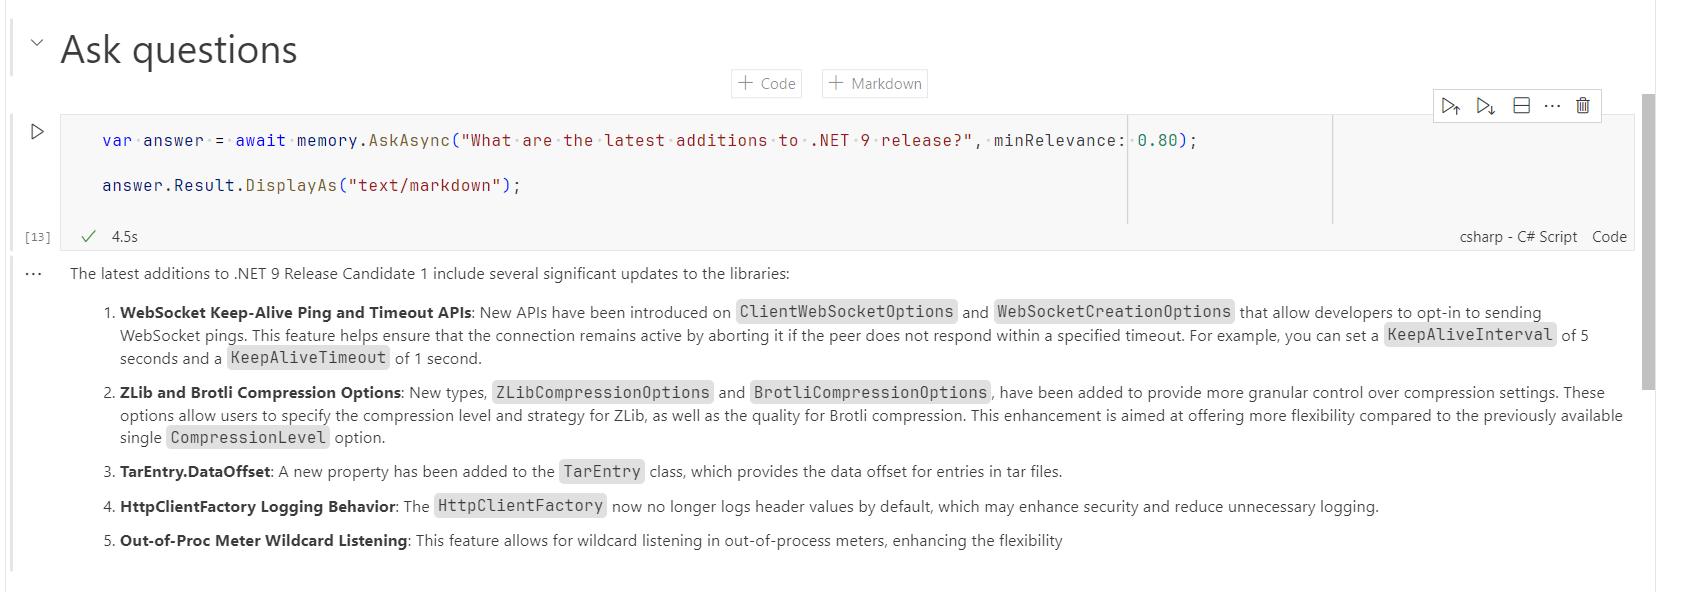 Ask questions
+ Code + Markdown
var answer = await memory.AskAsync("What are the latest additions to .NET 9 release?", minRelevance: 0.80);
answer.Result.DisplayAs("text/markdown");
[13] 4.5s csharp - C# Script Code
The latest additions to .NET 9 Release Candidate 1 include several significant updates to the libraries:
1. WebSocket Keep-Alive Ping and Timeout APIs: New APIs have been introduced on ClientWebSocketOptions and WebSocketCreationOptions that allow developers to opt-in to sending
WebSocket pings. This feature helps ensure that the connection remains active by aborting it if the peer does not respond within a specified timeout. For example, you can set a KeepAliveInterval of 5
seconds and a KeepAliveTimeout of 1 second.
2. ZLib and Brotli Compression Options: New types, ZLibCompressionOptions and BrotliCompressionOptions, have been added to provide more granular control over compression settings. These
options allow users to specify the compression level and strategy for ZLib, as well as the quality for Brotli compression. This enhancement is aimed at offering more flexibility compared to the previously available
single CompressionLevel option.
3. TarEntry.DataOffset: A new property has been added to the TarEntry class, which provides the data offset for entries in tar files.
4. HttpClientFactory Logging Behavior: The HttpClientFactory now no longer logs header values by default, which may enhance security and reduce unnecessary logging.
5. Out-of-Proc Meter Wildcard Listening: This feature allows for wildcard listening in out-of-process meters, enhancing the flexibility